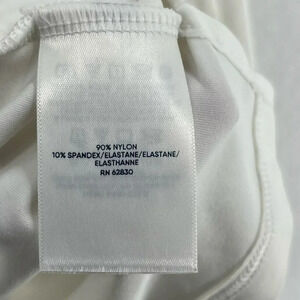 90% NYLON
10% SPANDEX/ELASTANE/ELASTANE/
ELASTHANNE
RN 62830